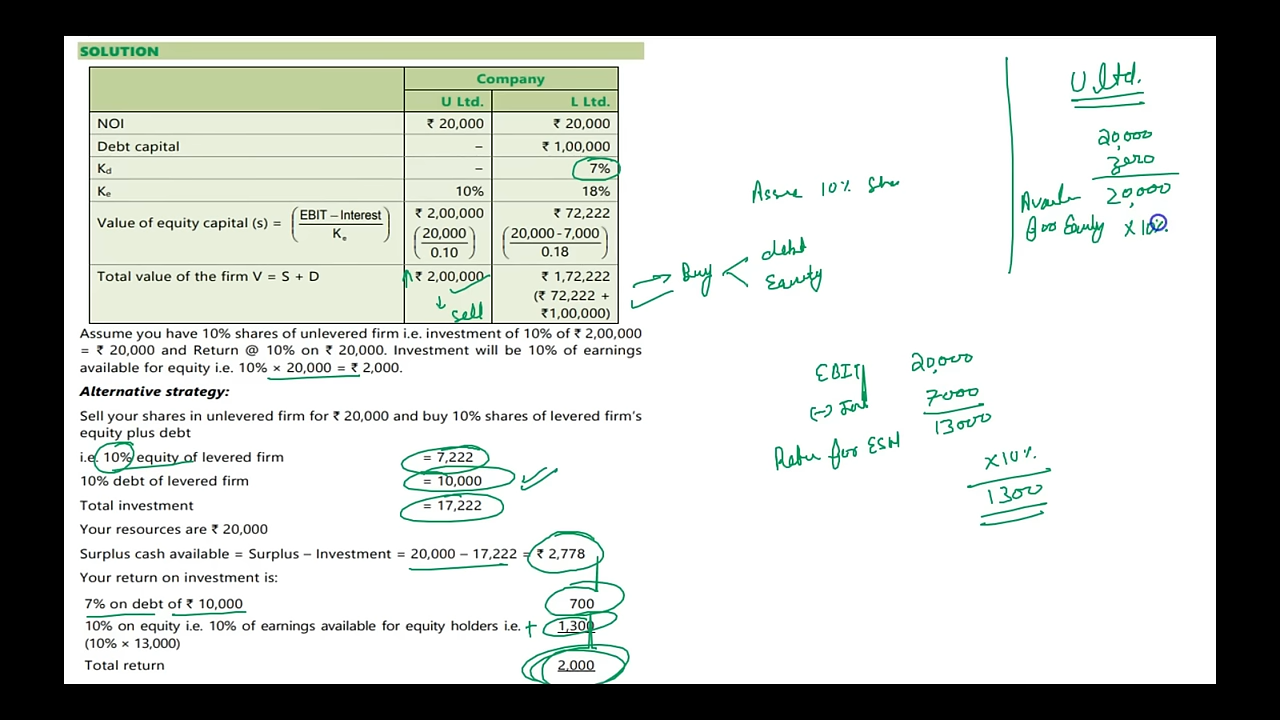 SOLUTION
Company
U Ltd. L Ltd.
NOI ₹ 20,000 ₹ 20,000
Debt capital – ₹ 1,00,000
Kd – 7%
Ke 10% 18%
Value of equity capital (s) = (EBIT – Interest / Ke) ₹ 2,00,000 (20,000 / 0.10) ₹ 72,222 (20,000 - 7,000 / 0.18)
Total value of the firm V = S + D ₹ 2,00,000 ₹ 1,72,222
(₹ 72,222 +
₹1,00,000)
sell
Assume you have 10% shares of unlevered firm i.e. investment of 10% of ₹ 2,00,000
= ₹ 20,000 and Return @ 10% on ₹ 20,000. Investment will be 10% of earnings
available for equity i.e. 10% × 20,000 = ₹ 2,000.
Alternative strategy:
Sell your shares in unlevered firm for ₹ 20,000 and buy 10% shares of levered firm's
equity plus debt
i.e. 10% equity of levered firm = 7,222
10% debt of levered firm = 10,000
Total investment = 17,222
Your resources are ₹ 20,000
Surplus cash available = Surplus – Investment = 20,000 – 17,222 = ₹ 2,778
Your return on investment is:
7% on debt of ₹ 10,000 700
10% on equity i.e. 10% of earnings available for equity holders i.e. + 1,300
(10% × 13,000)
Total return 2,000
Buy
debt
Equity
EBIT 20,000
(-) Int 7000
Return for ESH 13000
×10%
1300
U Ltd.
20,000
Zero
20,000
for Equity ×10%